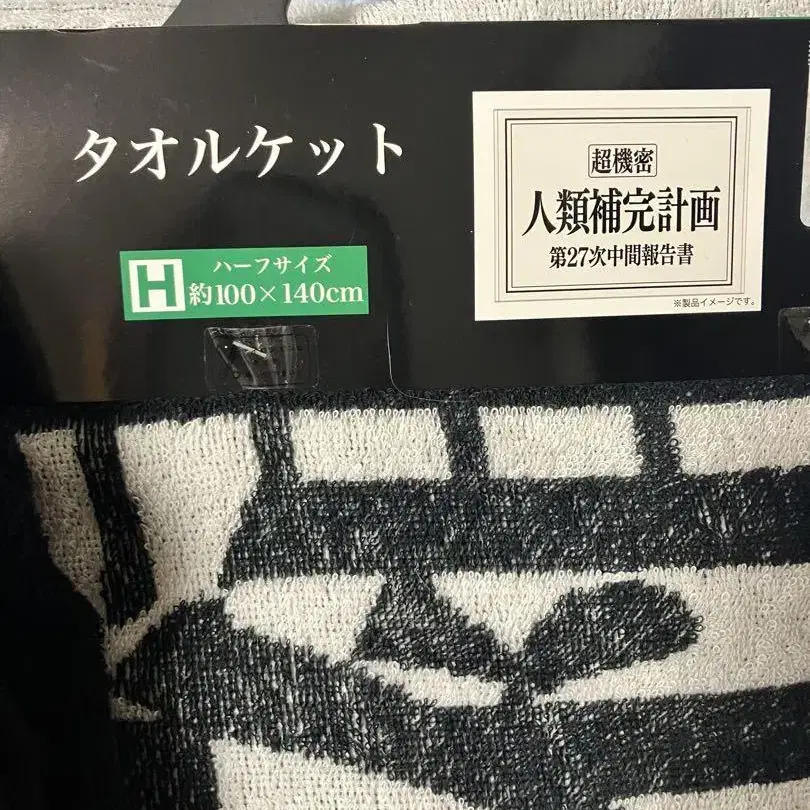 タオルケット
H ハーフサイズ
約100×140cm
超機密
人類補完計画
第27次中間報告書
※製品イメージです。